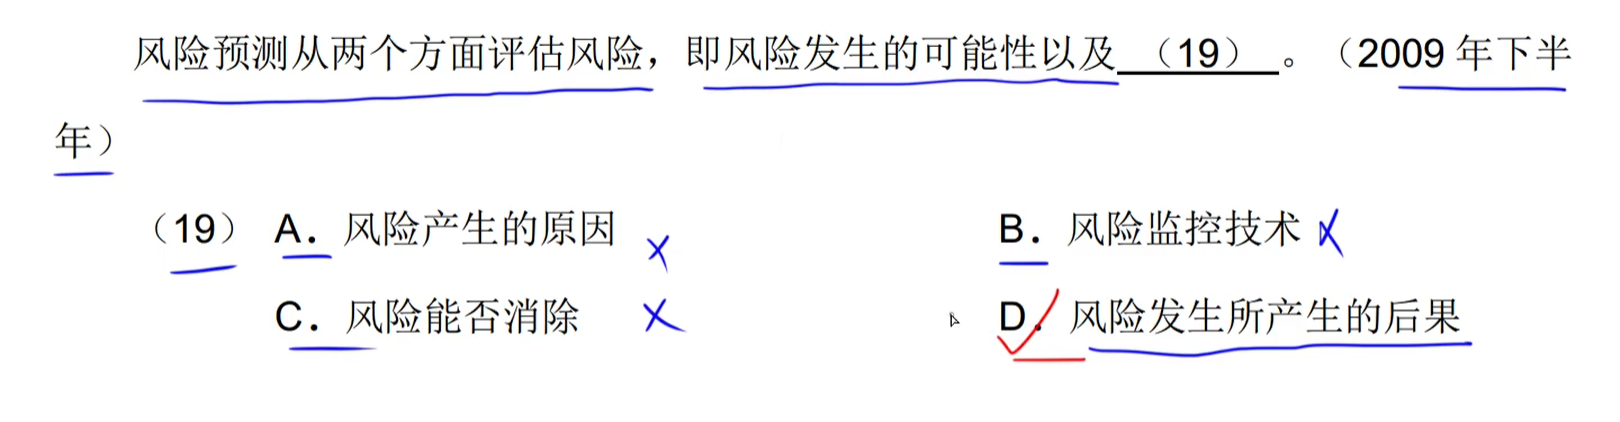 风险预测从两个方面评估风险，即风险发生的可能性以及（19）。（2009 年下半
年）
（19） A．风险产生的原因 B．风险监控技术
C．风险能否消除 D．风险发生所产生的后果